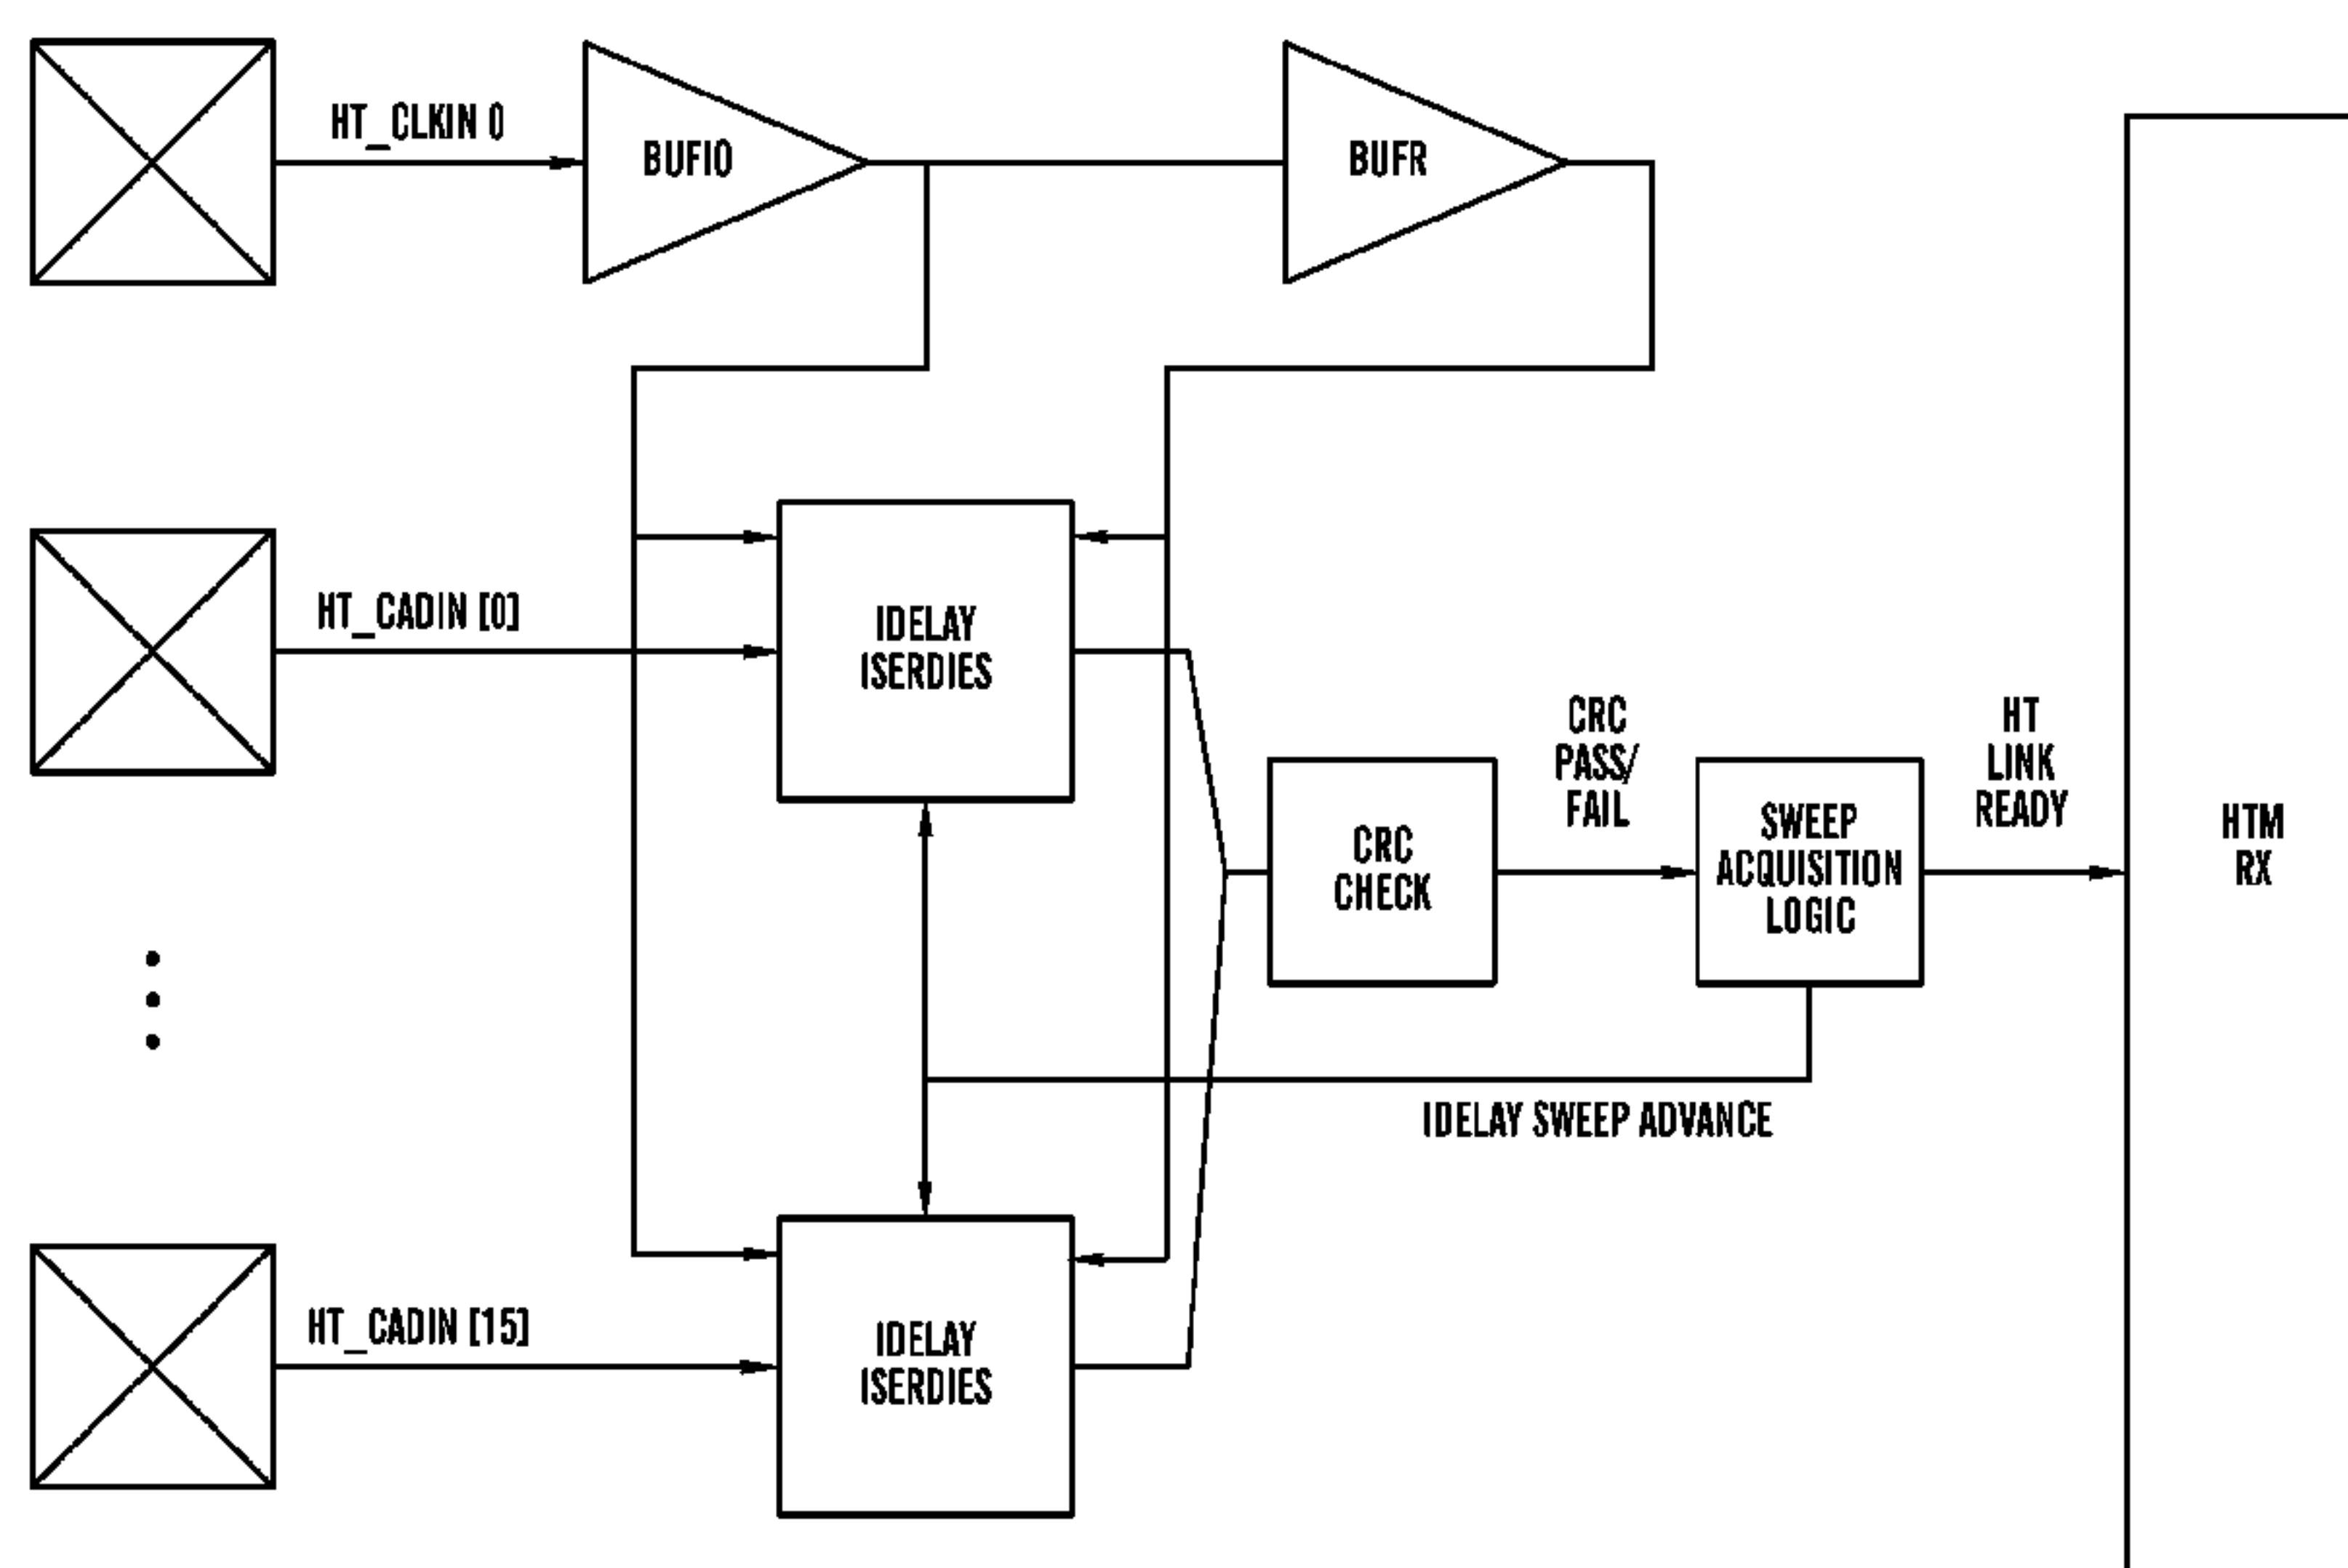 HT_CLKIN 0
BUFIO
BUFR
HT_CADIN [0]
IDELAY
ISERDIES
CRC
PASS/
FAIL
HT
LINK
READY
CRC
CHECK
SWEEP
ACQUISITION
LOGIC
HTM
RX
IDELAY SWEEP ADVANCE
HT_CADIN [15]
IDELAY
ISERDIES